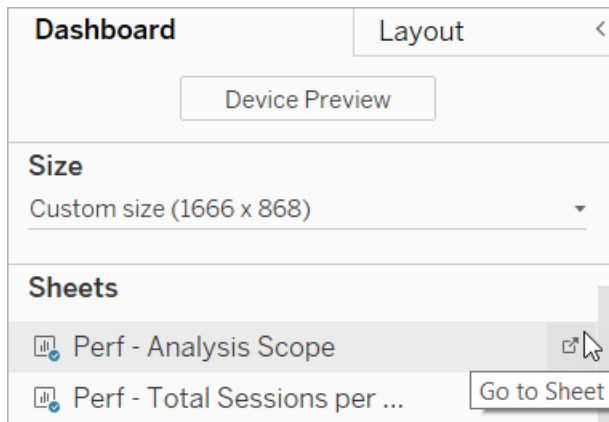 Dashboard
Layout
Device Preview
Size
Custom size (1666 x 868)
Sheets
Perf - Analysis Scope
Perf - Total Sessions per ...
Go to Sheet